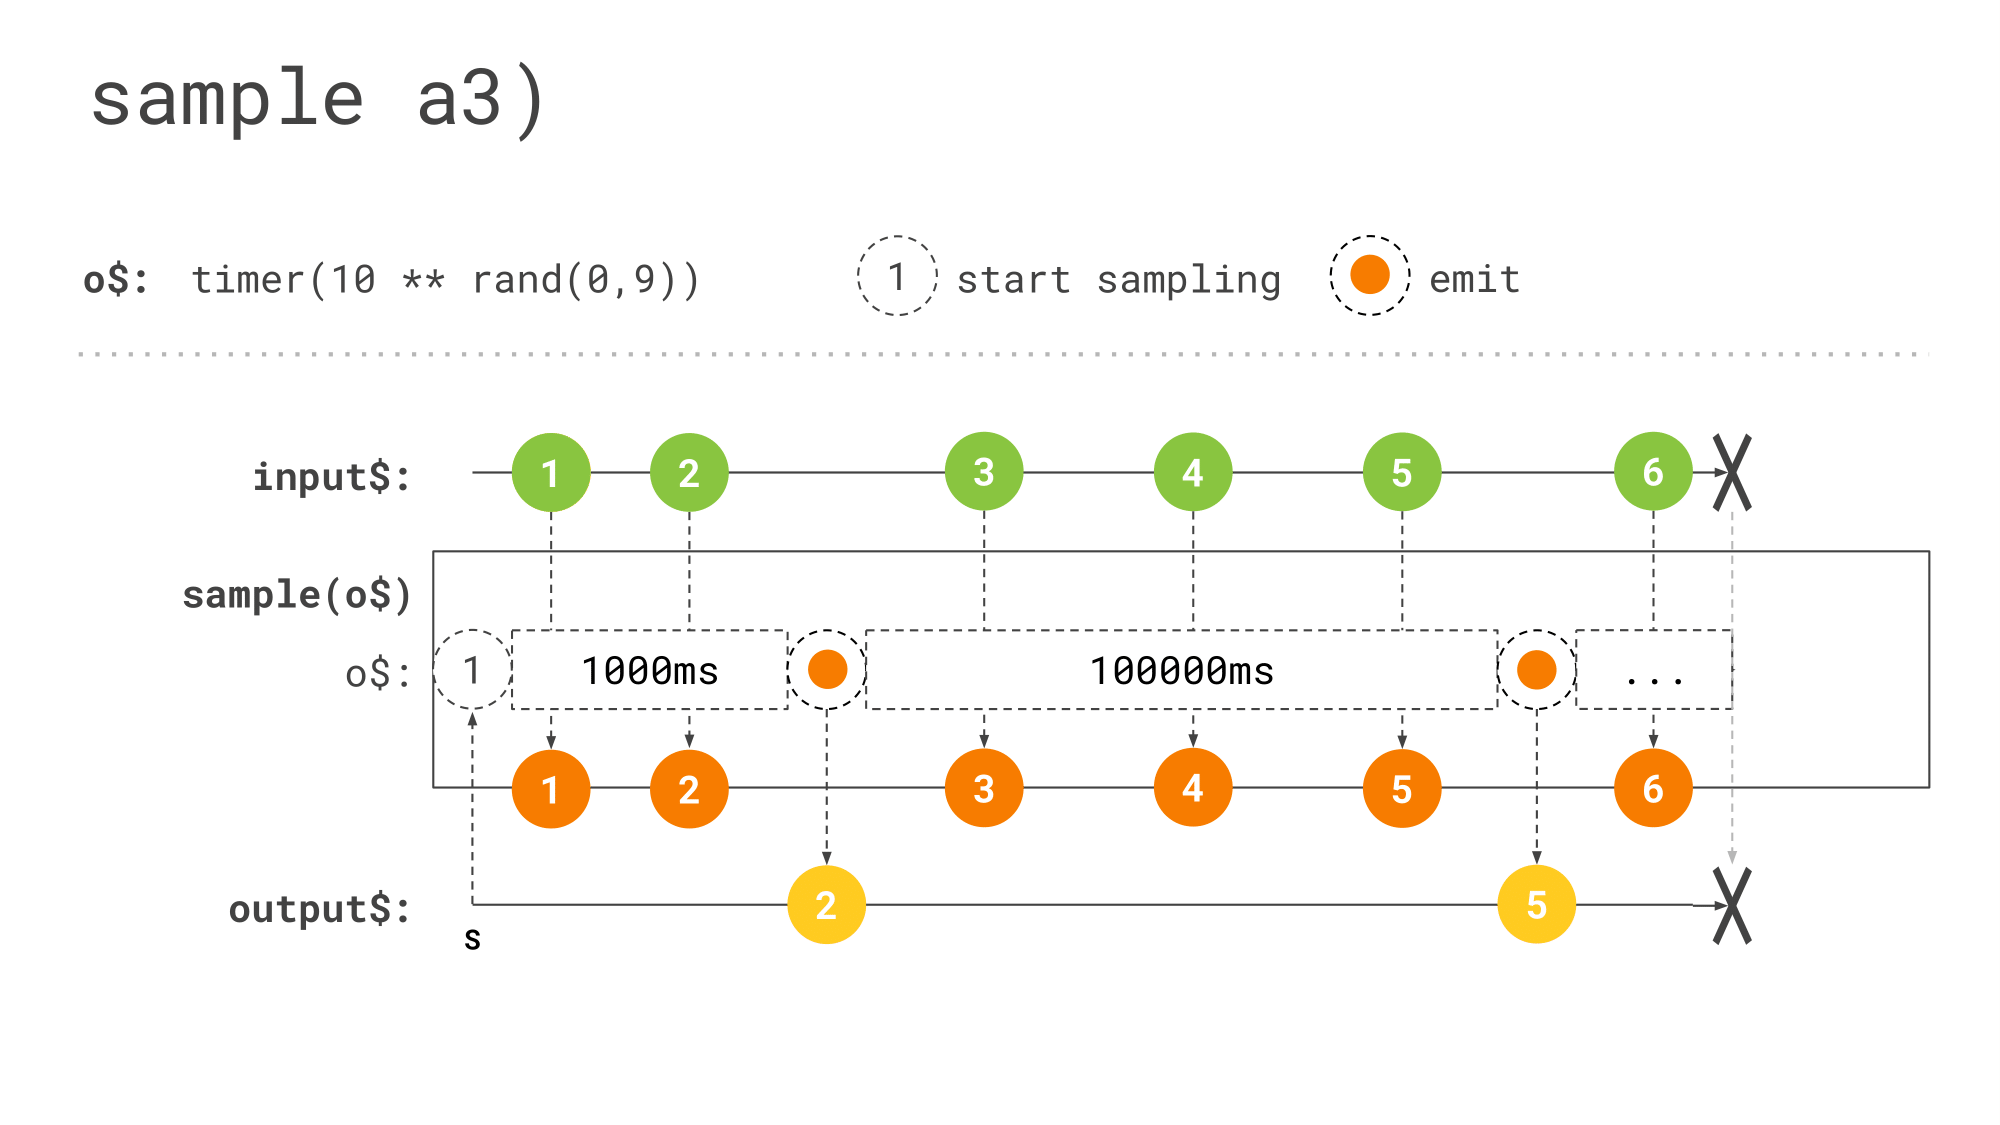 sample a3)
o$: timer(10 ** rand(0,9)) 1 start sampling emit
input$: 1 2 3 4 5 6 X
sample(o$)
o$: 1 1000ms 100000ms ...
1 2 3 4 5 6
output$: 2 5 X
s